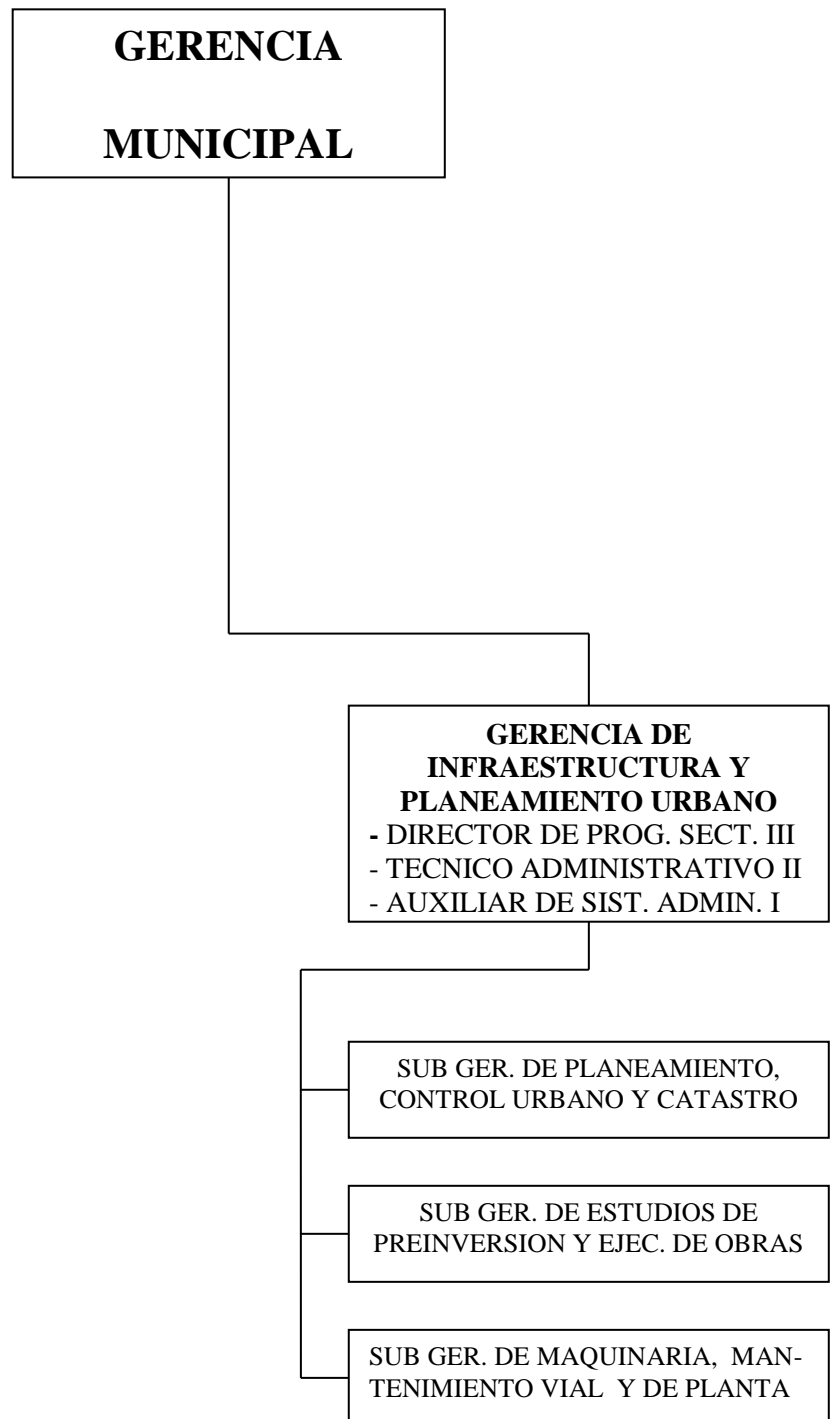 GERENCIA
MUNICIPAL
GERENCIA DE
INFRAESTRUCTURA Y
PLANEAMIENTO URBANO
- DIRECTOR DE PROG. SECT. III
- TECNICO ADMINISTRATIVO II
- AUXILIAR DE SIST. ADMIN. I
SUB GER. DE PLANEAMIENTO,
CONTROL URBANO Y CATASTRO
SUB GER. DE ESTUDIOS DE
PREINVERSION Y EJEC. DE OBRAS
SUB GER. DE MAQUINARIA, MAN-
TENIMIENTO VIAL Y DE PLANTA